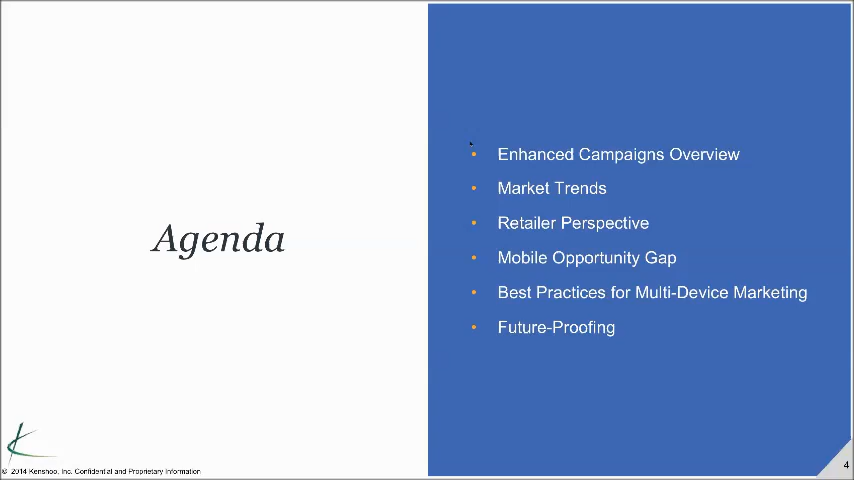 Agenda
• Enhanced Campaigns Overview
• Market Trends
• Retailer Perspective
• Mobile Opportunity Gap
• Best Practices for Multi-Device Marketing
• Future-Proofing
© 2014 Kenshoo, Inc. Confidential and Proprietary Information
4